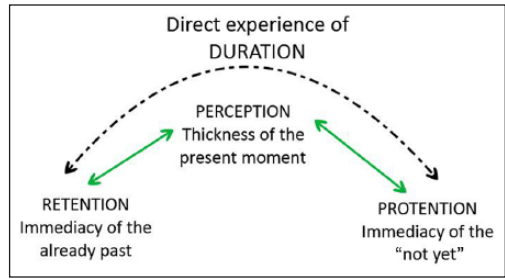 Direct experience of
DURATION
PERCEPTION
Thickness of the
present moment
RETENTION
Immediacy of the
already past
PROTENTION
Immediacy of the
“not yet”